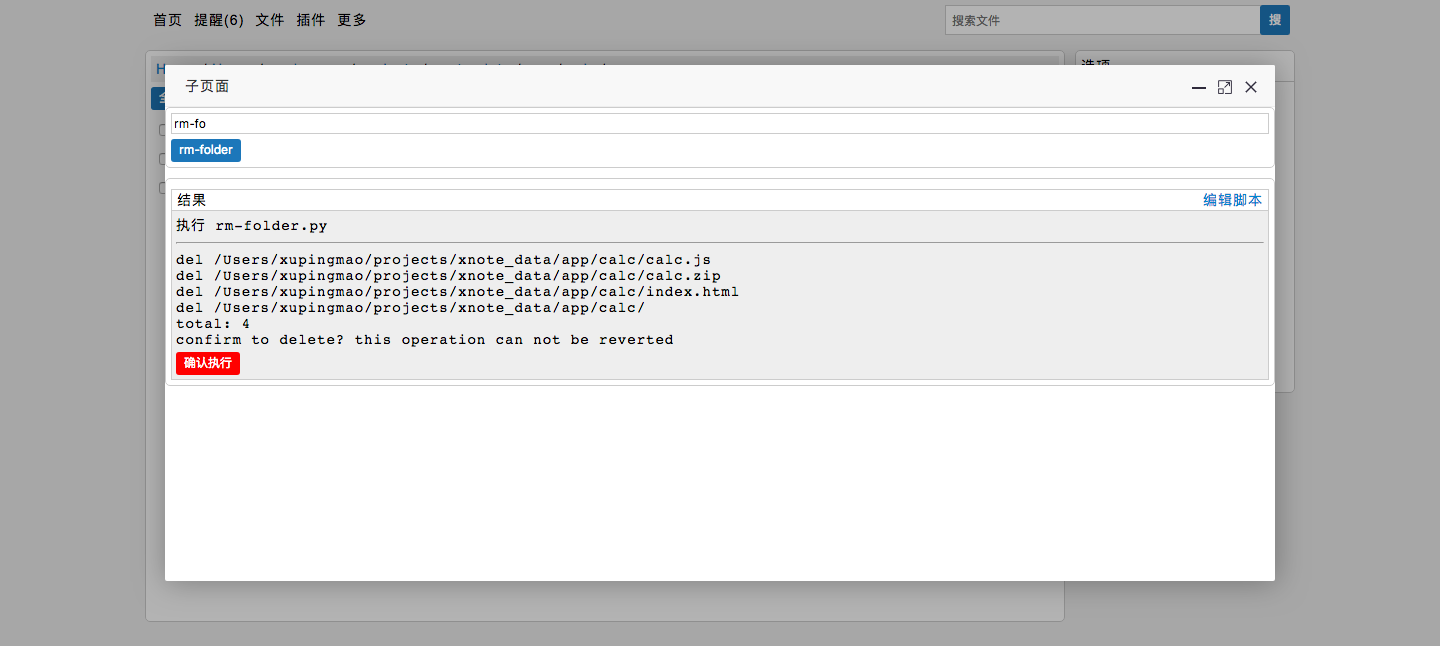 首页 提醒(6) 文件 插件 更多
搜索文件 搜
选项
子页面
rm-fo
rm-folder
结果 编辑脚本
执行 rm-folder.py
del /Users/xupingmao/projects/xnote_data/app/calc/calc.js
del /Users/xupingmao/projects/xnote_data/app/calc/calc.zip
del /Users/xupingmao/projects/xnote_data/app/calc/index.html
del /Users/xupingmao/projects/xnote_data/app/calc/
total: 4
confirm to delete? this operation can not be reverted
确认执行